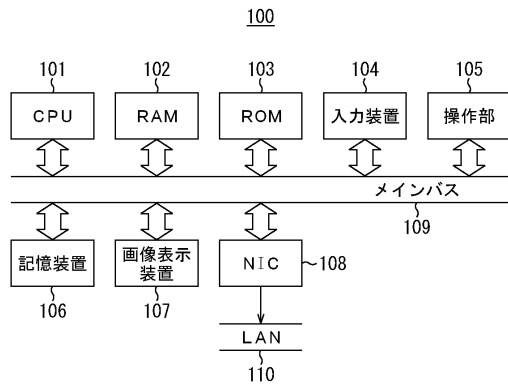 100
101
102
103
104
105
CPU
RAM
ROM
入力装置
操作部
メインバス
109
記憶装置
画像表示
装置
NIC
108
106
107
LAN
110